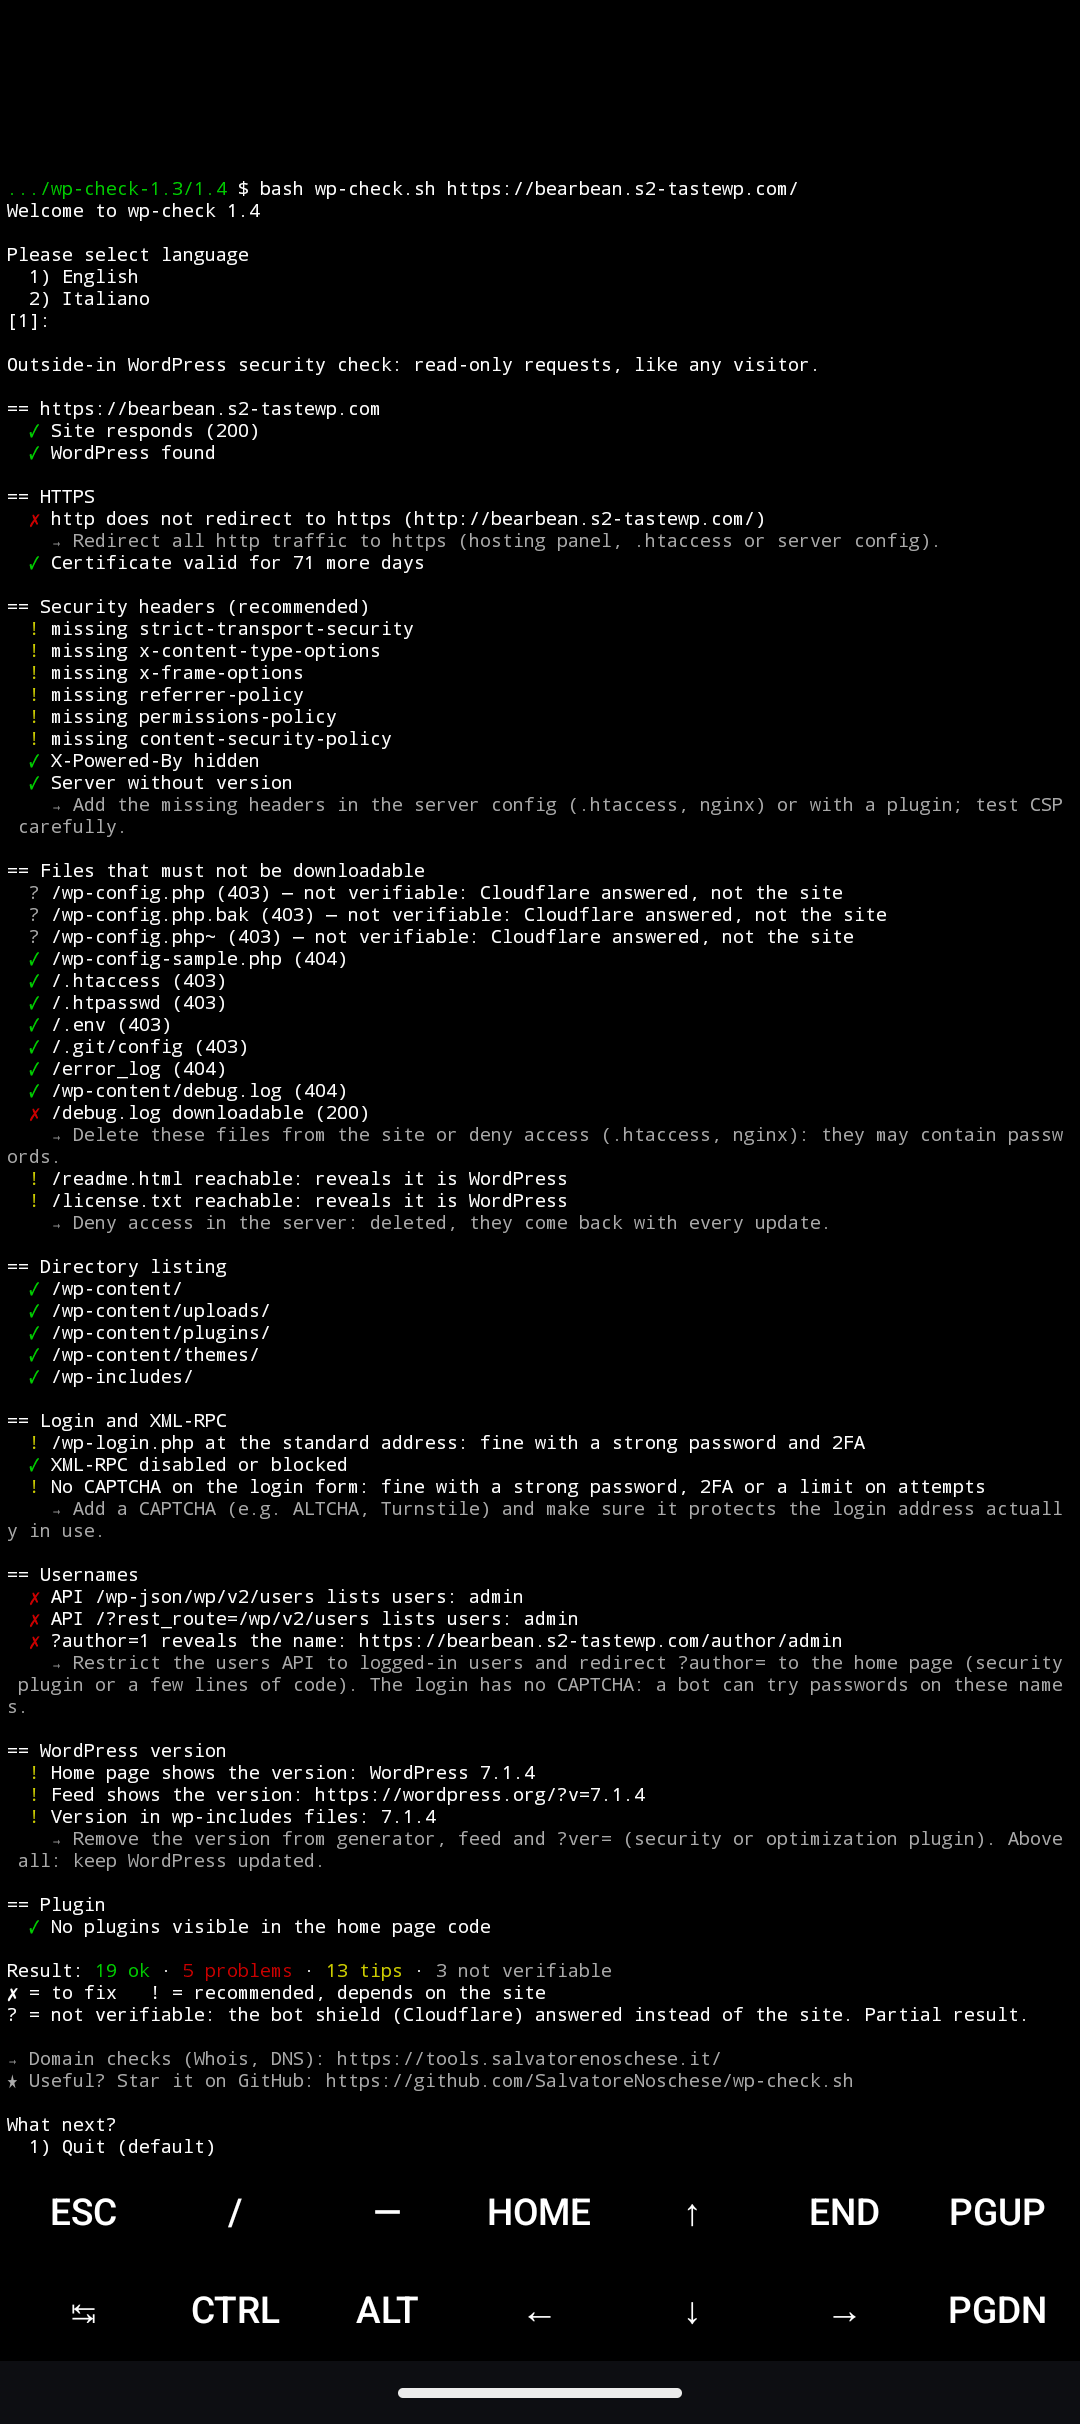 .../wp-check-1.3/1.4 $ bash wp-check.sh https://bearbean.s2-tastewp.com/
Welcome to wp-check 1.4
Please select language
1) English
2) Italiano
[1]:
Outside-in WordPress security check: read-only requests, like any visitor.
== https://bearbean.s2-tastewp.com
✓ Site responds (200)
✓ WordPress found
== HTTPS
✗ http does not redirect to https (http://bearbean.s2-tastewp.com/)
→ Redirect all http traffic to https (hosting panel, .htaccess or server config).
✓ Certificate valid for 71 more days
== Security headers (recommended)
! missing strict-transport-security
! missing x-content-type-options
! missing x-frame-options
! missing referrer-policy
! missing permissions-policy
! missing content-security-policy
✓ X-Powered-By hidden
✓ Server without version
→ Add the missing headers in the server config (.htaccess, nginx) or with a plugin; test CSP
carefully.
== Files that must not be downloadable
? /wp-config.php (403) — not verifiable: Cloudflare answered, not the site
? /wp-config.php.bak (403) — not verifiable: Cloudflare answered, not the site
? /wp-config.php~ (403) — not verifiable: Cloudflare answered, not the site
✓ /wp-config-sample.php (404)
✓ /.htaccess (403)
✓ /.htpasswd (403)
✓ /.env (403)
✓ /.git/config (403)
✓ /error_log (404)
✓ /wp-content/debug.log (404)
✗ /debug.log downloadable (200)
→ Delete these files from the site or deny access (.htaccess, nginx): they may contain passw
ords.
! /readme.html reachable: reveals it is WordPress
! /license.txt reachable: reveals it is WordPress
→ Deny access in the server: deleted, they come back with every update.
== Directory listing
✓ /wp-content/
✓ /wp-content/uploads/
✓ /wp-content/plugins/
✓ /wp-content/themes/
✓ /wp-includes/
== Login and XML-RPC
! /wp-login.php at the standard address: fine with a strong password and 2FA
✓ XML-RPC disabled or blocked
! No CAPTCHA on the login form: fine with a strong password, 2FA or a limit on attempts
→ Add a CAPTCHA (e.g. ALTCHA, Turnstile) and make sure it protects the login address actuall
y in use.
== Usernames
✗ API /wp-json/wp/v2/users lists users: admin
✗ API /?rest_route=/wp/v2/users lists users: admin
✗ ?author=1 reveals the name: https://bearbean.s2-tastewp.com/author/admin
→ Restrict the users API to logged-in users and redirect ?author= to the home page (security
plugin or a few lines of code). The login has no CAPTCHA: a bot can try passwords on these name
s.
== WordPress version
! Home page shows the version: WordPress 7.1.4
! Feed shows the version: https://wordpress.org/?v=7.1.4
! Version in wp-includes files: 7.1.4
→ Remove the version from generator, feed and ?ver= (security or optimization plugin). Above
all: keep WordPress updated.
== Plugin
✓ No plugins visible in the home page code
Result: 19 ok · 5 problems · 13 tips · 3 not verifiable
✗ = to fix   ! = recommended, depends on the site
? = not verifiable: the bot shield (Cloudflare) answered instead of the site. Partial result.
→ Domain checks (Whois, DNS): https://tools.salvatorenoschese.it/
★ Useful? Star it on GitHub: https://github.com/SalvatoreNoschese/wp-check.sh
What next?
1) Quit (default)
ESC / — HOME ↑ END PGUP
↹ CTRL ALT ← ↓ → PGDN